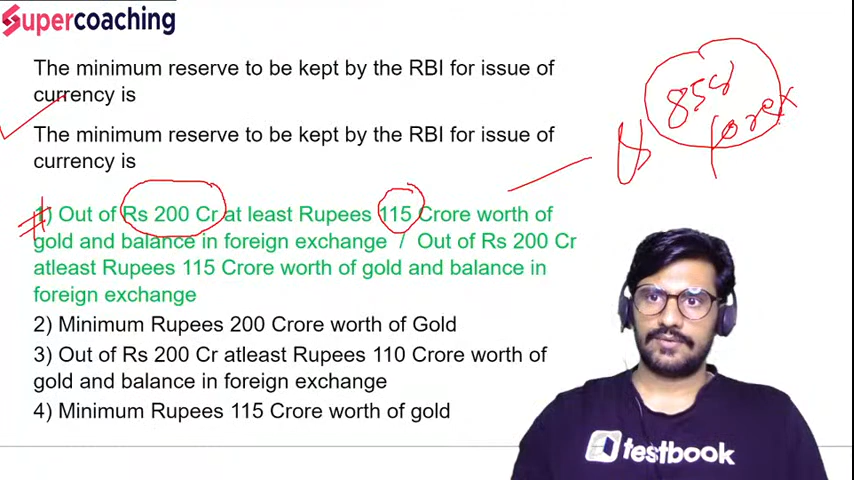 Supercoaching
The minimum reserve to be kept by the RBI for issue of
currency is
The minimum reserve to be kept by the RBI for issue of
currency is
1) Out of Rs 200 Cr at least Rupees 115 Crore worth of
gold and balance in foreign exchange / Out of Rs 200 Cr
atleast Rupees 115 Crore worth of gold and balance in
foreign exchange
2) Minimum Rupees 200 Crore worth of Gold
3) Out of Rs 200 Cr atleast Rupees 110 Crore worth of
gold and balance in foreign exchange
4) Minimum Rupees 115 Crore worth of gold
85cr
forex
testbook